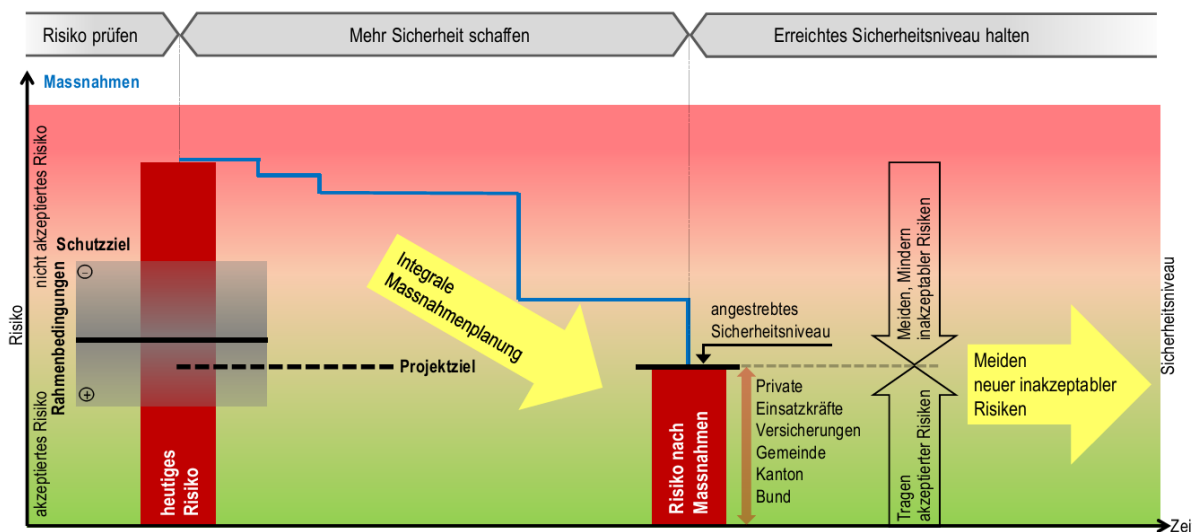 Risiko prüfen
Mehr Sicherheit schaffen
Erreichtes Sicherheitsniveau halten
Massnahmen
Risiko
nicht akzeptiertes Risiko
akzeptiertes Risiko
Schutzziel
Rahmenbedingungen
−
+
heutiges
Risiko
Projektziel
Integrale
Massnahmenplanung
angestrebtes
Sicherheitsniveau
Risiko nach
Massnahmen
Private
Einsatzkräfte
Versicherungen
Gemeinde
Kanton
Bund
Meiden, Mindern
inakzeptabler Risiken
Tragen
akzeptierter Risiken
Meiden
neuer inakzeptabler
Risiken
Sicherheitsniveau
Zei